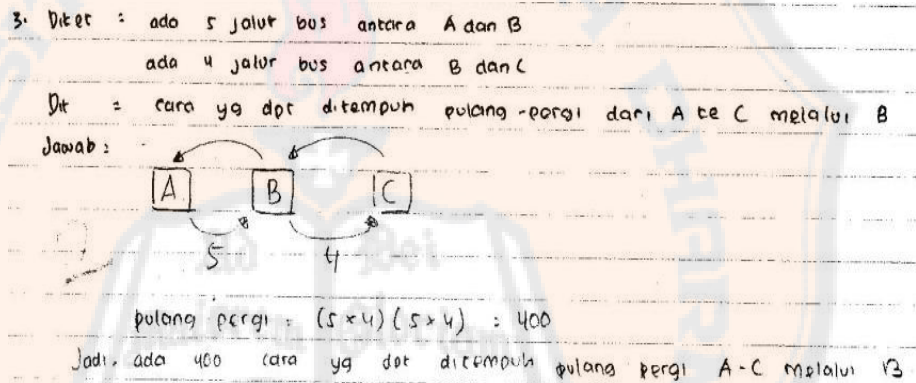 3. Diket : ada 5 jalur bus antara A dan B
ada 4 jalur bus antara B dan C
Dit = cara yg dpt ditempuh pulang-pergi dari A ke C melalui B
Jawab :
A B C
5 4
pulang pergi : (5 x 4) (5 x 4) : 400
Jadi, ada 400 cara yg dpt ditempuh pulang pergi A-C melalui B